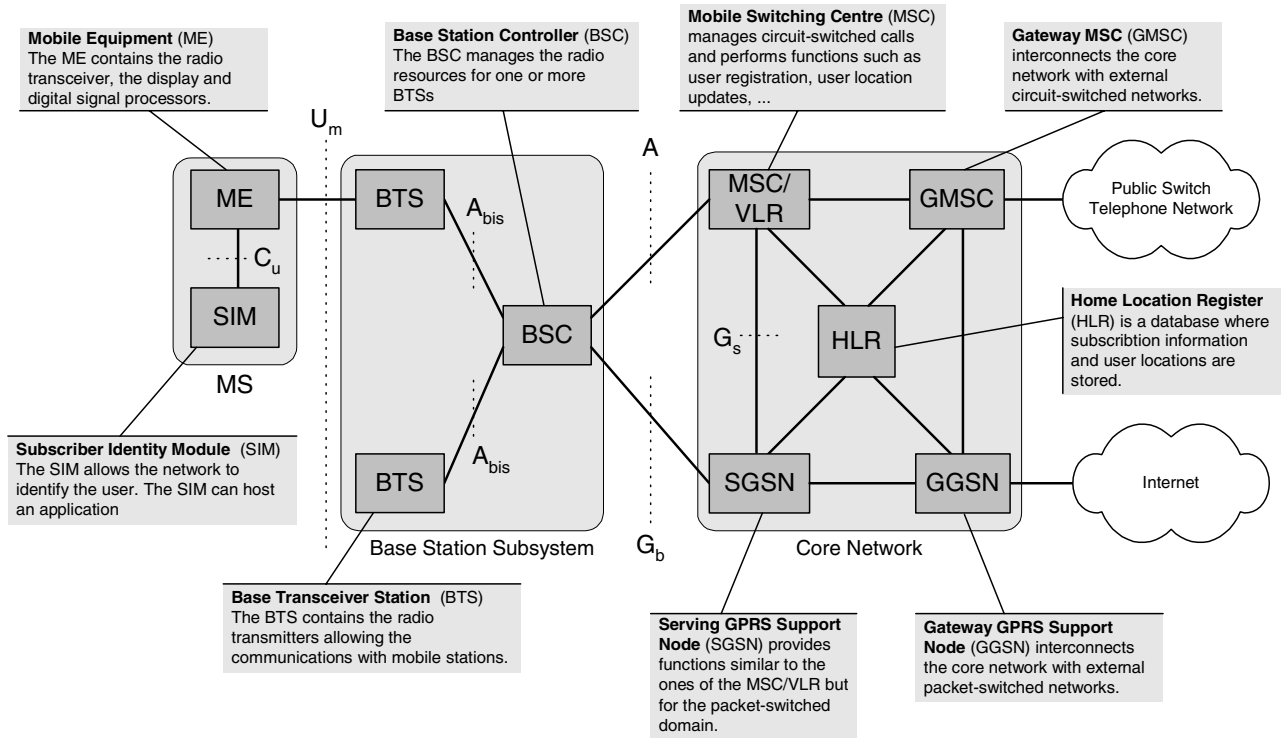 Mobile Equipment (ME)
The ME contains the radio
transceiver, the display and
digital signal processors.
Base Station Controller (BSC)
The BSC manages the radio
resources for one or more
BTSs
Mobile Switching Centre (MSC)
manages circuit-switched calls
and performs functions such as
user registration, user location
updates, ...
Gateway MSC (GMSC)
interconnects the core
network with external
circuit-switched networks.
Um
A
ME
BTS
Abis
MSC/
VLR
GMSC
Public Switch
Telephone Network
Cu
SIM
MS
BSC
Gs
HLR
Home Location Register
(HLR) is a database where
subscribtion information
and user locations are
stored.
Subscriber Identity Module (SIM)
The SIM allows the network to
identify the user. The SIM can host
an application
BTS
Abis
SGSN
GGSN
Internet
Base Station Subsystem
Gb
Core Network
Base Transceiver Station (BTS)
The BTS contains the radio
transmitters allowing the
communications with mobile stations.
Serving GPRS Support
Node (SGSN) provides
functions similar to the
ones of the MSC/VLR but
for the packet-switched
domain.
Gateway GPRS Support
Node (GGSN) interconnects
the core network with external
packet-switched networks.